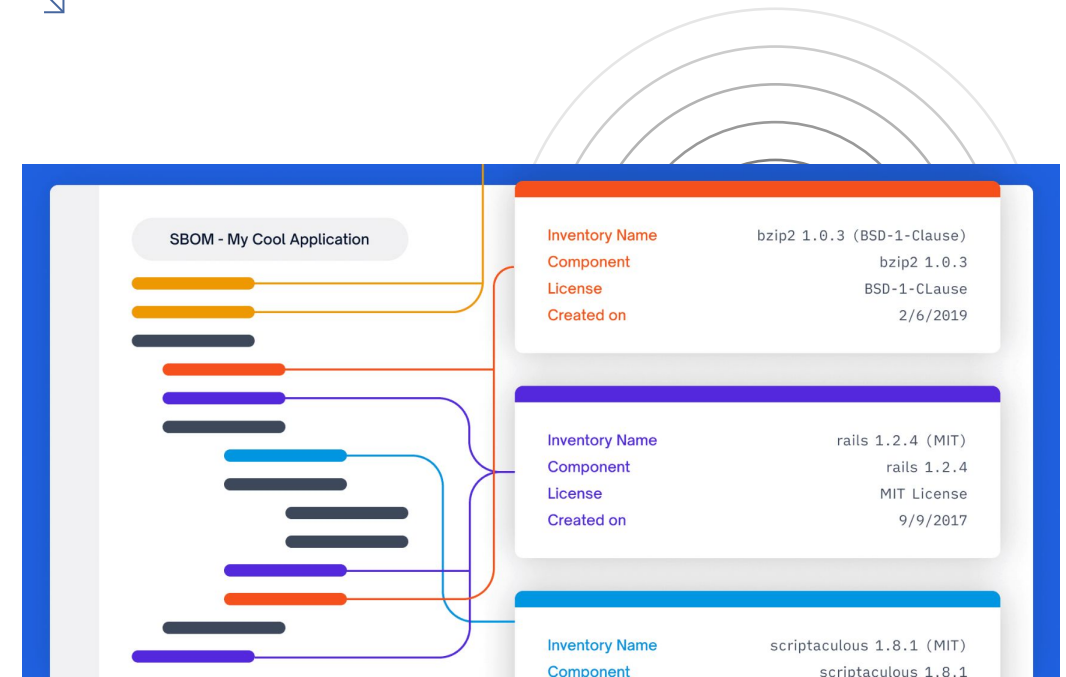 SBOM - My Cool Application
Inventory Name bzip2 1.0.3 (BSD-1-Clause)
Component bzip2 1.0.3
License BSD-1-CLause
Created on 2/6/2019
Inventory Name rails 1.2.4 (MIT)
Component rails 1.2.4
License MIT License
Created on 9/9/2017
Inventory Name scriptaculous 1.8.1 (MIT)
Component scriptaculous 1.8.1